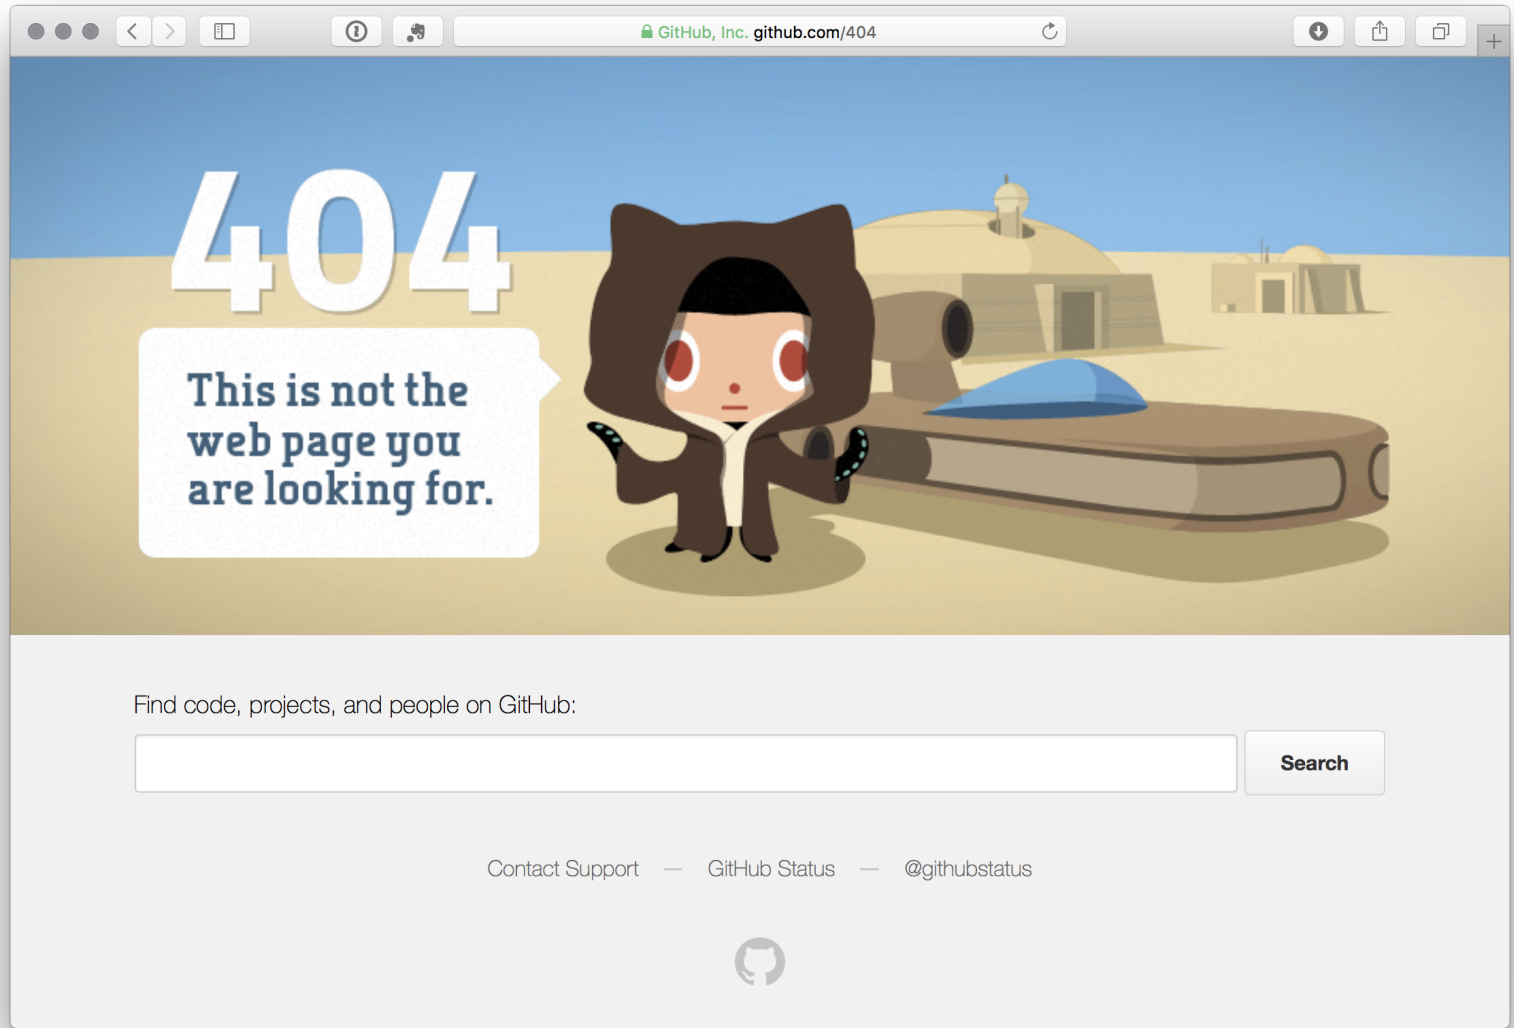 GitHub, Inc. github.com/404
404
This is not the
web page you
are looking for.
Find code, projects, and people on GitHub:
Search
Contact Support — GitHub Status — @githubstatus